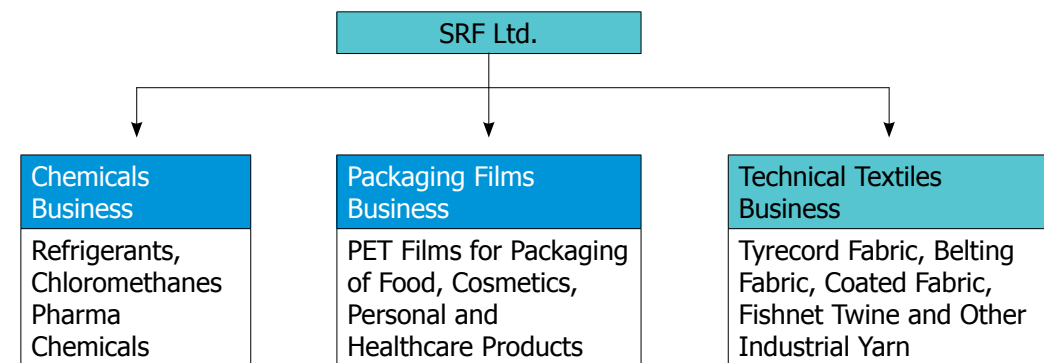 SRF Ltd.
Chemicals
Business
Refrigerants,
Chloromethanes
Pharma
Chemicals
Packaging Films
Business
PET Films for Packaging
of Food, Cosmetics,
Personal and
Healthcare Products
Technical Textiles
Business
Tyrecord Fabric, Belting
Fabric, Coated Fabric,
Fishnet Twine and Other
Industrial Yarn